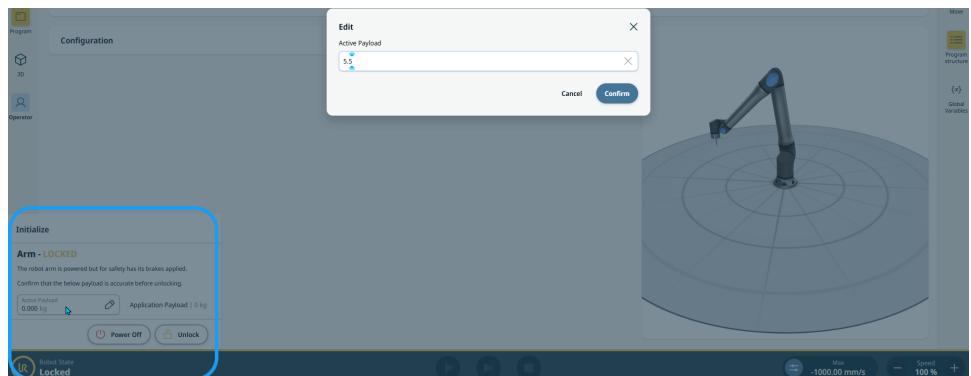 Program
3D
Operator
Configuration
Edit
Active Payload
5.5
Cancel
Confirm
Move
Program
structure
{x}
Global
Variables
Initialize
Arm - LOCKED
The robot arm is powered but for safety has its brakes applied.
Confirm that the below payload is accurate before unlocking.
Active Payload
0.000 kg
Application Payload : 0 kg
Power Off
Unlock
UR
Robot State
Locked
Max
-1000.00 mm/s
Speed
100 %